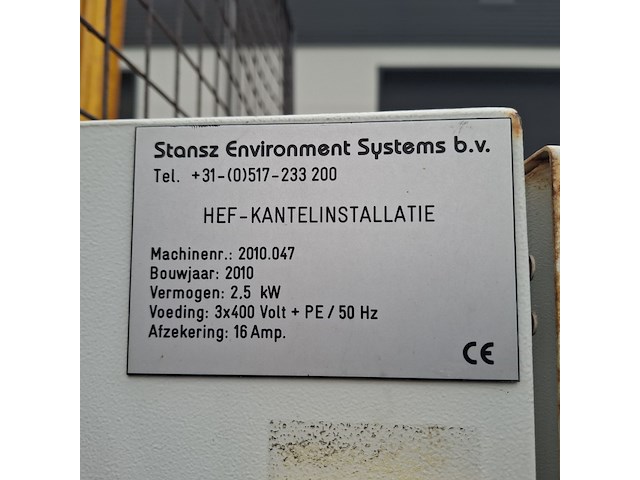 Stansz Environment Systems b.v.
Tel. +31-(0)517-233 200
HEF-KANTELINSTALLATIE
Machinenr.: 2010.047
Bouwjaar: 2010
Vermogen: 2,5 kW
Voeding: 3x400 Volt + PE / 50 Hz
Afzekering: 16 Amp.
CE